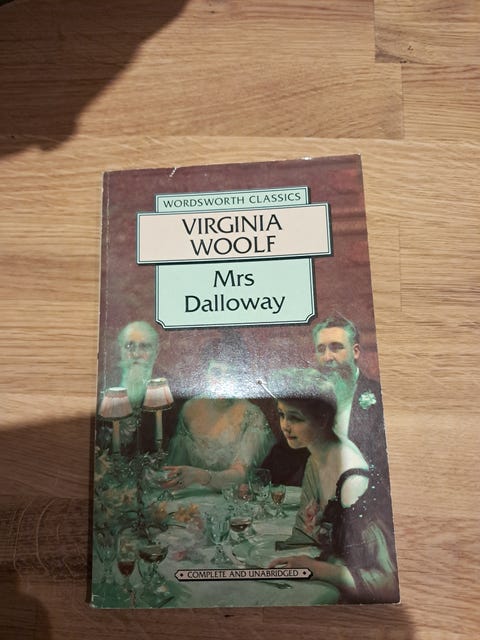 WORDSWORTH CLASSICS
VIRGINIA
WOOLF
Mrs
Dalloway
COMPLETE AND UNABRIDGED